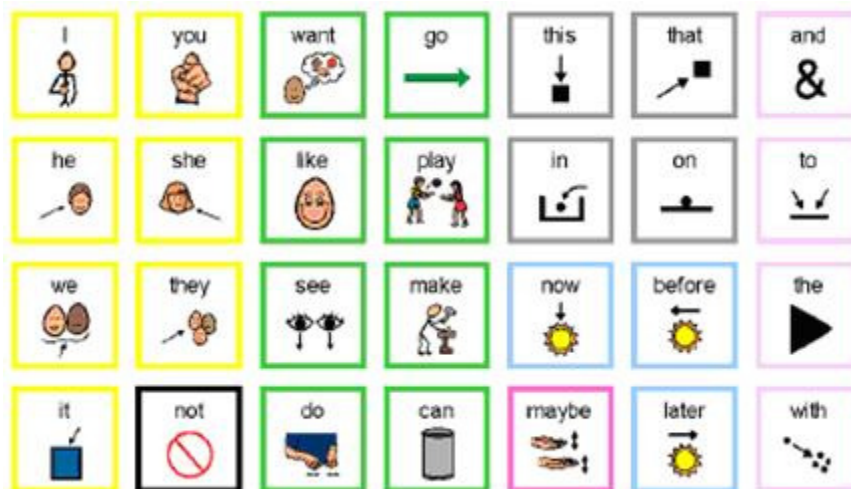 I you want go this that and
&
he she like play in on to
we they see make now before the
it not do can maybe later with